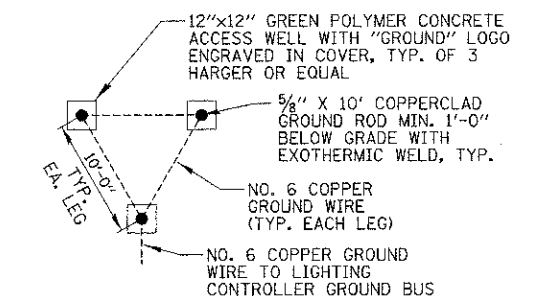 12"x12" GREEN POLYMER CONCRETE
ACCESS WELL WITH "GROUND" LOGO
ENGRAVED IN COVER, TYP. OF 3
HARGER OR EQUAL
5/8" X 10' COPPERCLAD
GROUND ROD MIN. 1'-0"
BELOW GRADE WITH
EXOTHERMIC WELD, TYP.
10'-0"
TYP.
EA. LEG
NO. 6 COPPER
GROUND WIRE
(TYP. EACH LEG)
NO. 6 COPPER GROUND
WIRE TO LIGHTING
CONTROLLER GROUND BUS